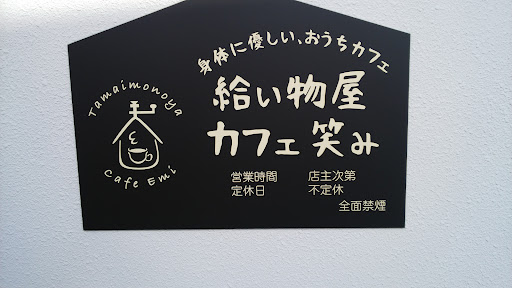 身体に優しい、おうちカフェ
Tamaimonoya
給い物屋
カフェ 笑み
Cafe Emi
営業時間 店主次第
定休日 不定休
全面禁煙